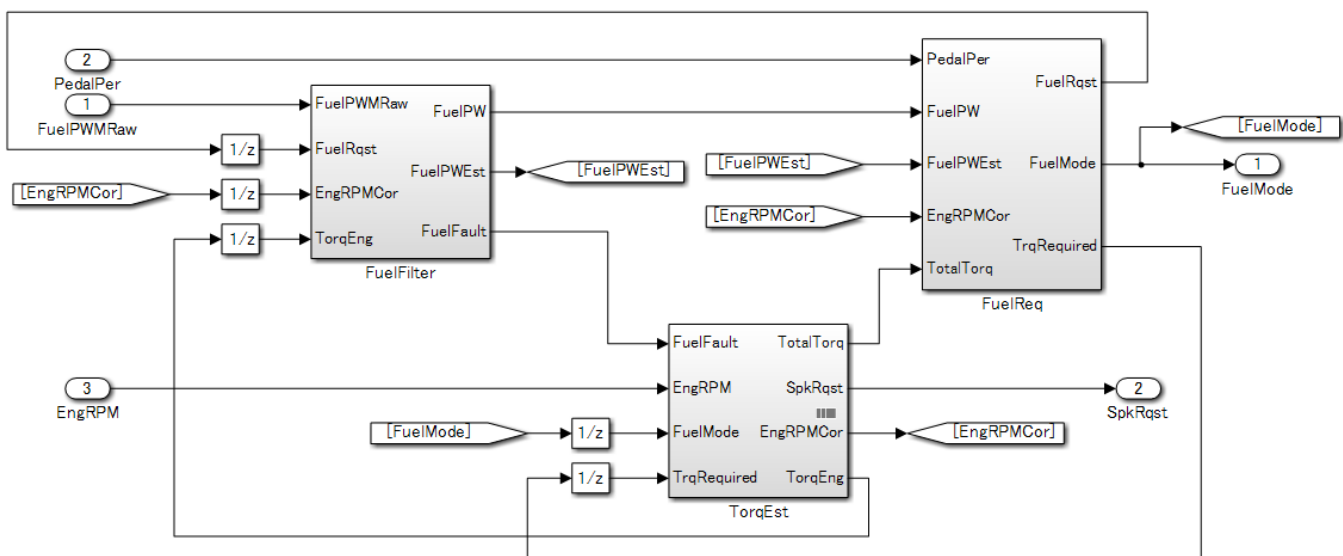 2
PedalPer
1
FuelPWMRaw
1/z
[EngRPMCor]
1/z
1/z
FuelPWMRaw
FuelRqst
EngRPMCor
TorqEng
FuelPW
FuelPWEst
FuelFault
FuelFilter
[FuelPWEst]
[FuelPWEst]
[EngRPMCor]
PedalPer
FuelPW
FuelPWEst
EngRPMCor
TotalTorq
FuelRqst
FuelMode
TrqRequired
FuelReq
[FuelMode]
1
FuelMode
3
EngRPM
[FuelMode]
1/z
1/z
FuelFault
EngRPM
FuelMode
TrqRequired
TotalTorq
SpkRqst
EngRPMCor
TorqEng
TorqEst
2
SpkRqst
[EngRPMCor]